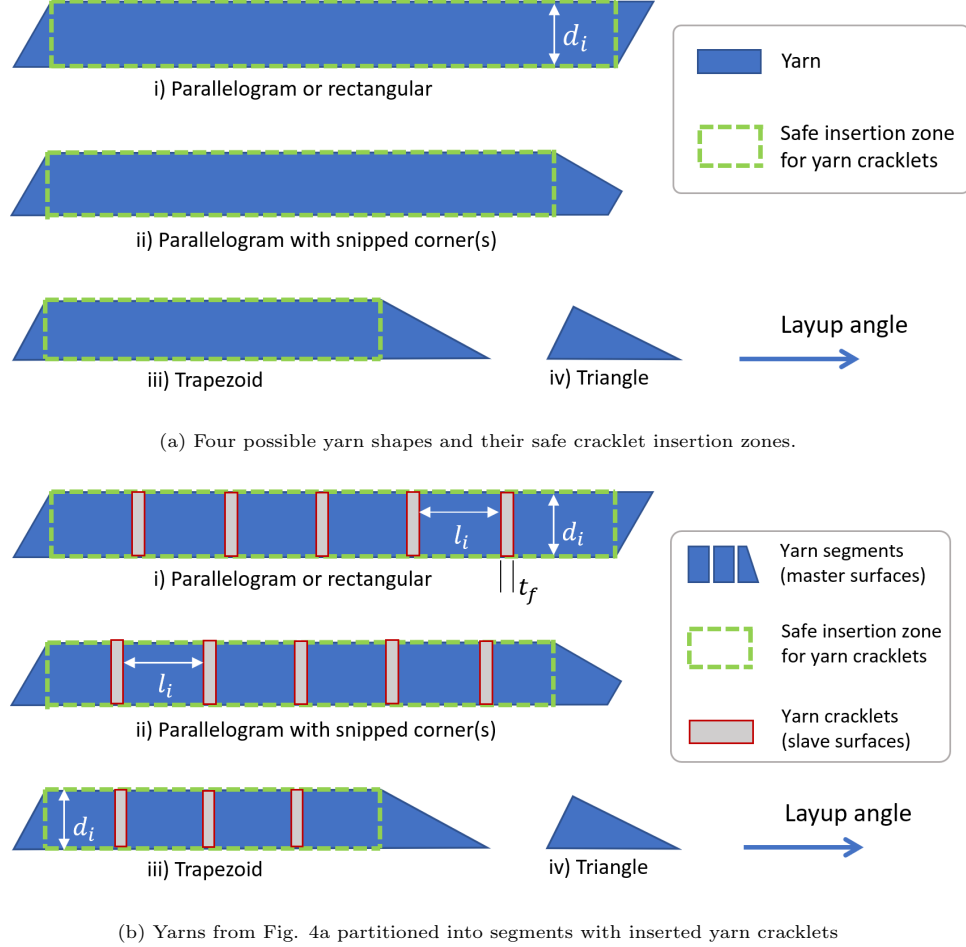 d_i
i) Parallelogram or rectangular
Yarn
Safe insertion zone
for yarn cracklets
ii) Parallelogram with snipped corner(s)
Layup angle
iii) Trapezoid
iv) Triangle
(a) Four possible yarn shapes and their safe cracklet insertion zones.
l_i
d_i
i) Parallelogram or rectangular
t_f
Yarn segments
(master surfaces)
Safe insertion zone
for yarn cracklets
l_i
ii) Parallelogram with snipped corner(s)
Yarn cracklets
(slave surfaces)
d_i
Layup angle
iii) Trapezoid
iv) Triangle
(b) Yarns from Fig. 4a partitioned into segments with inserted yarn cracklets